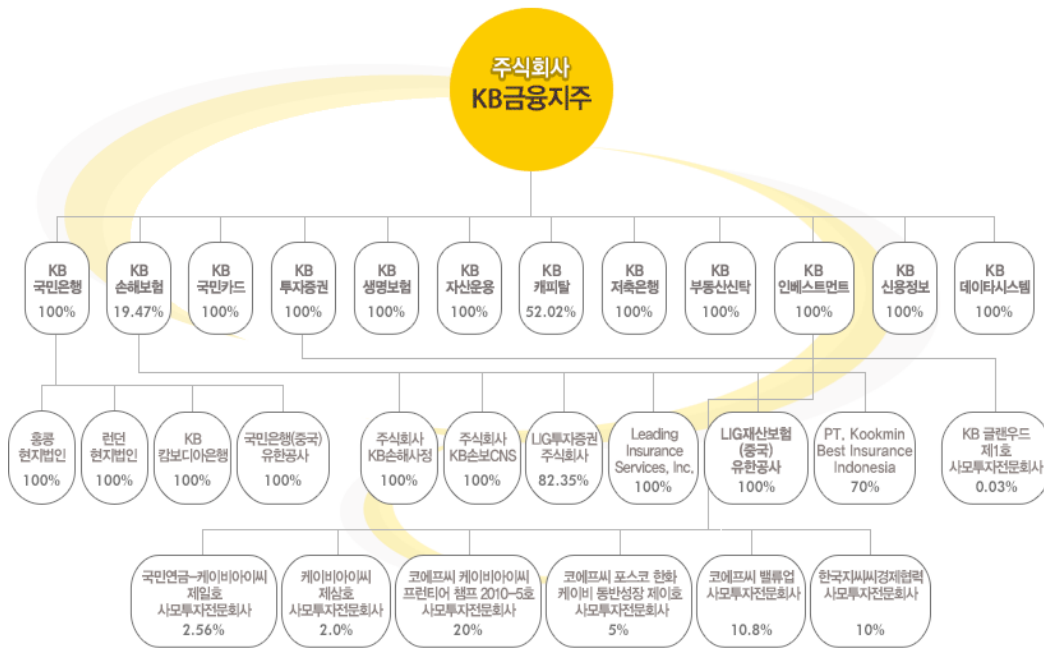 주식회사
KB금융지주
KB
국민은행
100%
KB
손해보험
19.47%
KB
국민카드
100%
KB
투자증권
100%
KB
생명보험
100%
KB
자산운용
100%
KB
캐피탈
52.02%
KB
저축은행
100%
KB
부동산신탁
100%
KB
인베스트먼트
100%
KB
신용정보
100%
KB
데이타시스템
100%
홍콩
현지법인
100%
런던
현지법인
100%
KB
캄보디아은행
100%
국민은행(중국)
유한공사
100%
주식회사
KB손해사정
100%
주식회사
KB손보CNS
100%
LIG투자증권
주식회사
82.35%
Leading
Insurance
Services, Inc.
100%
LIG재산보험
(중국)
유한공사
100%
PT. Kookmin
Best Insurance
Indonesia
70%
KB 글랜우드
제1호
사모투자전문회사
0.03%
국민연금-케이비아이씨
제일호
사모투자전문회사
2.56%
케이비아이씨
제삼호
사모투자전문회사
2.0%
코에프씨 케이비아이씨
프런티어 챔프 2010-5호
사모투자전문회사
20%
코에프씨 포스코 한화
케이비 동반성장 제이호
사모투자전문회사
5%
코에프씨 밸류업
사모투자전문회사
10.8%
한국지씨씨경제협력
사모투자전문회사
10%